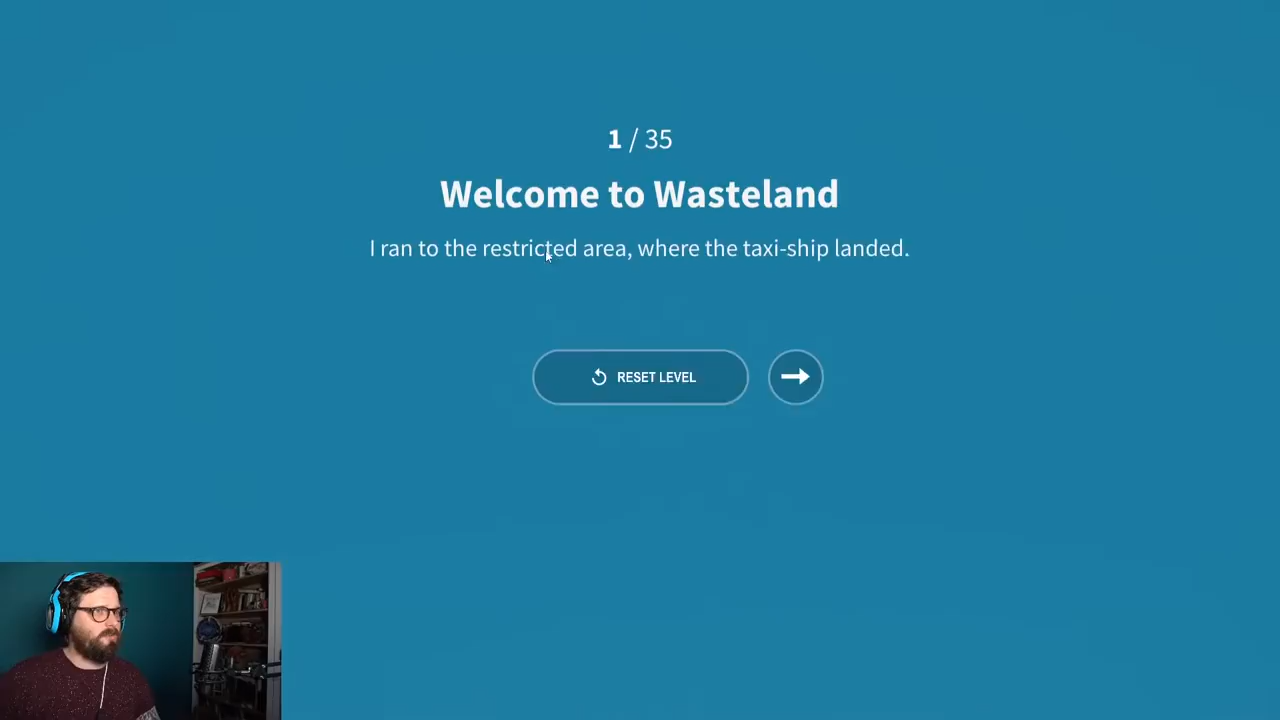 1 / 35
Welcome to Wasteland
I ran to the restricted area, where the taxi-ship landed.
RESET LEVEL